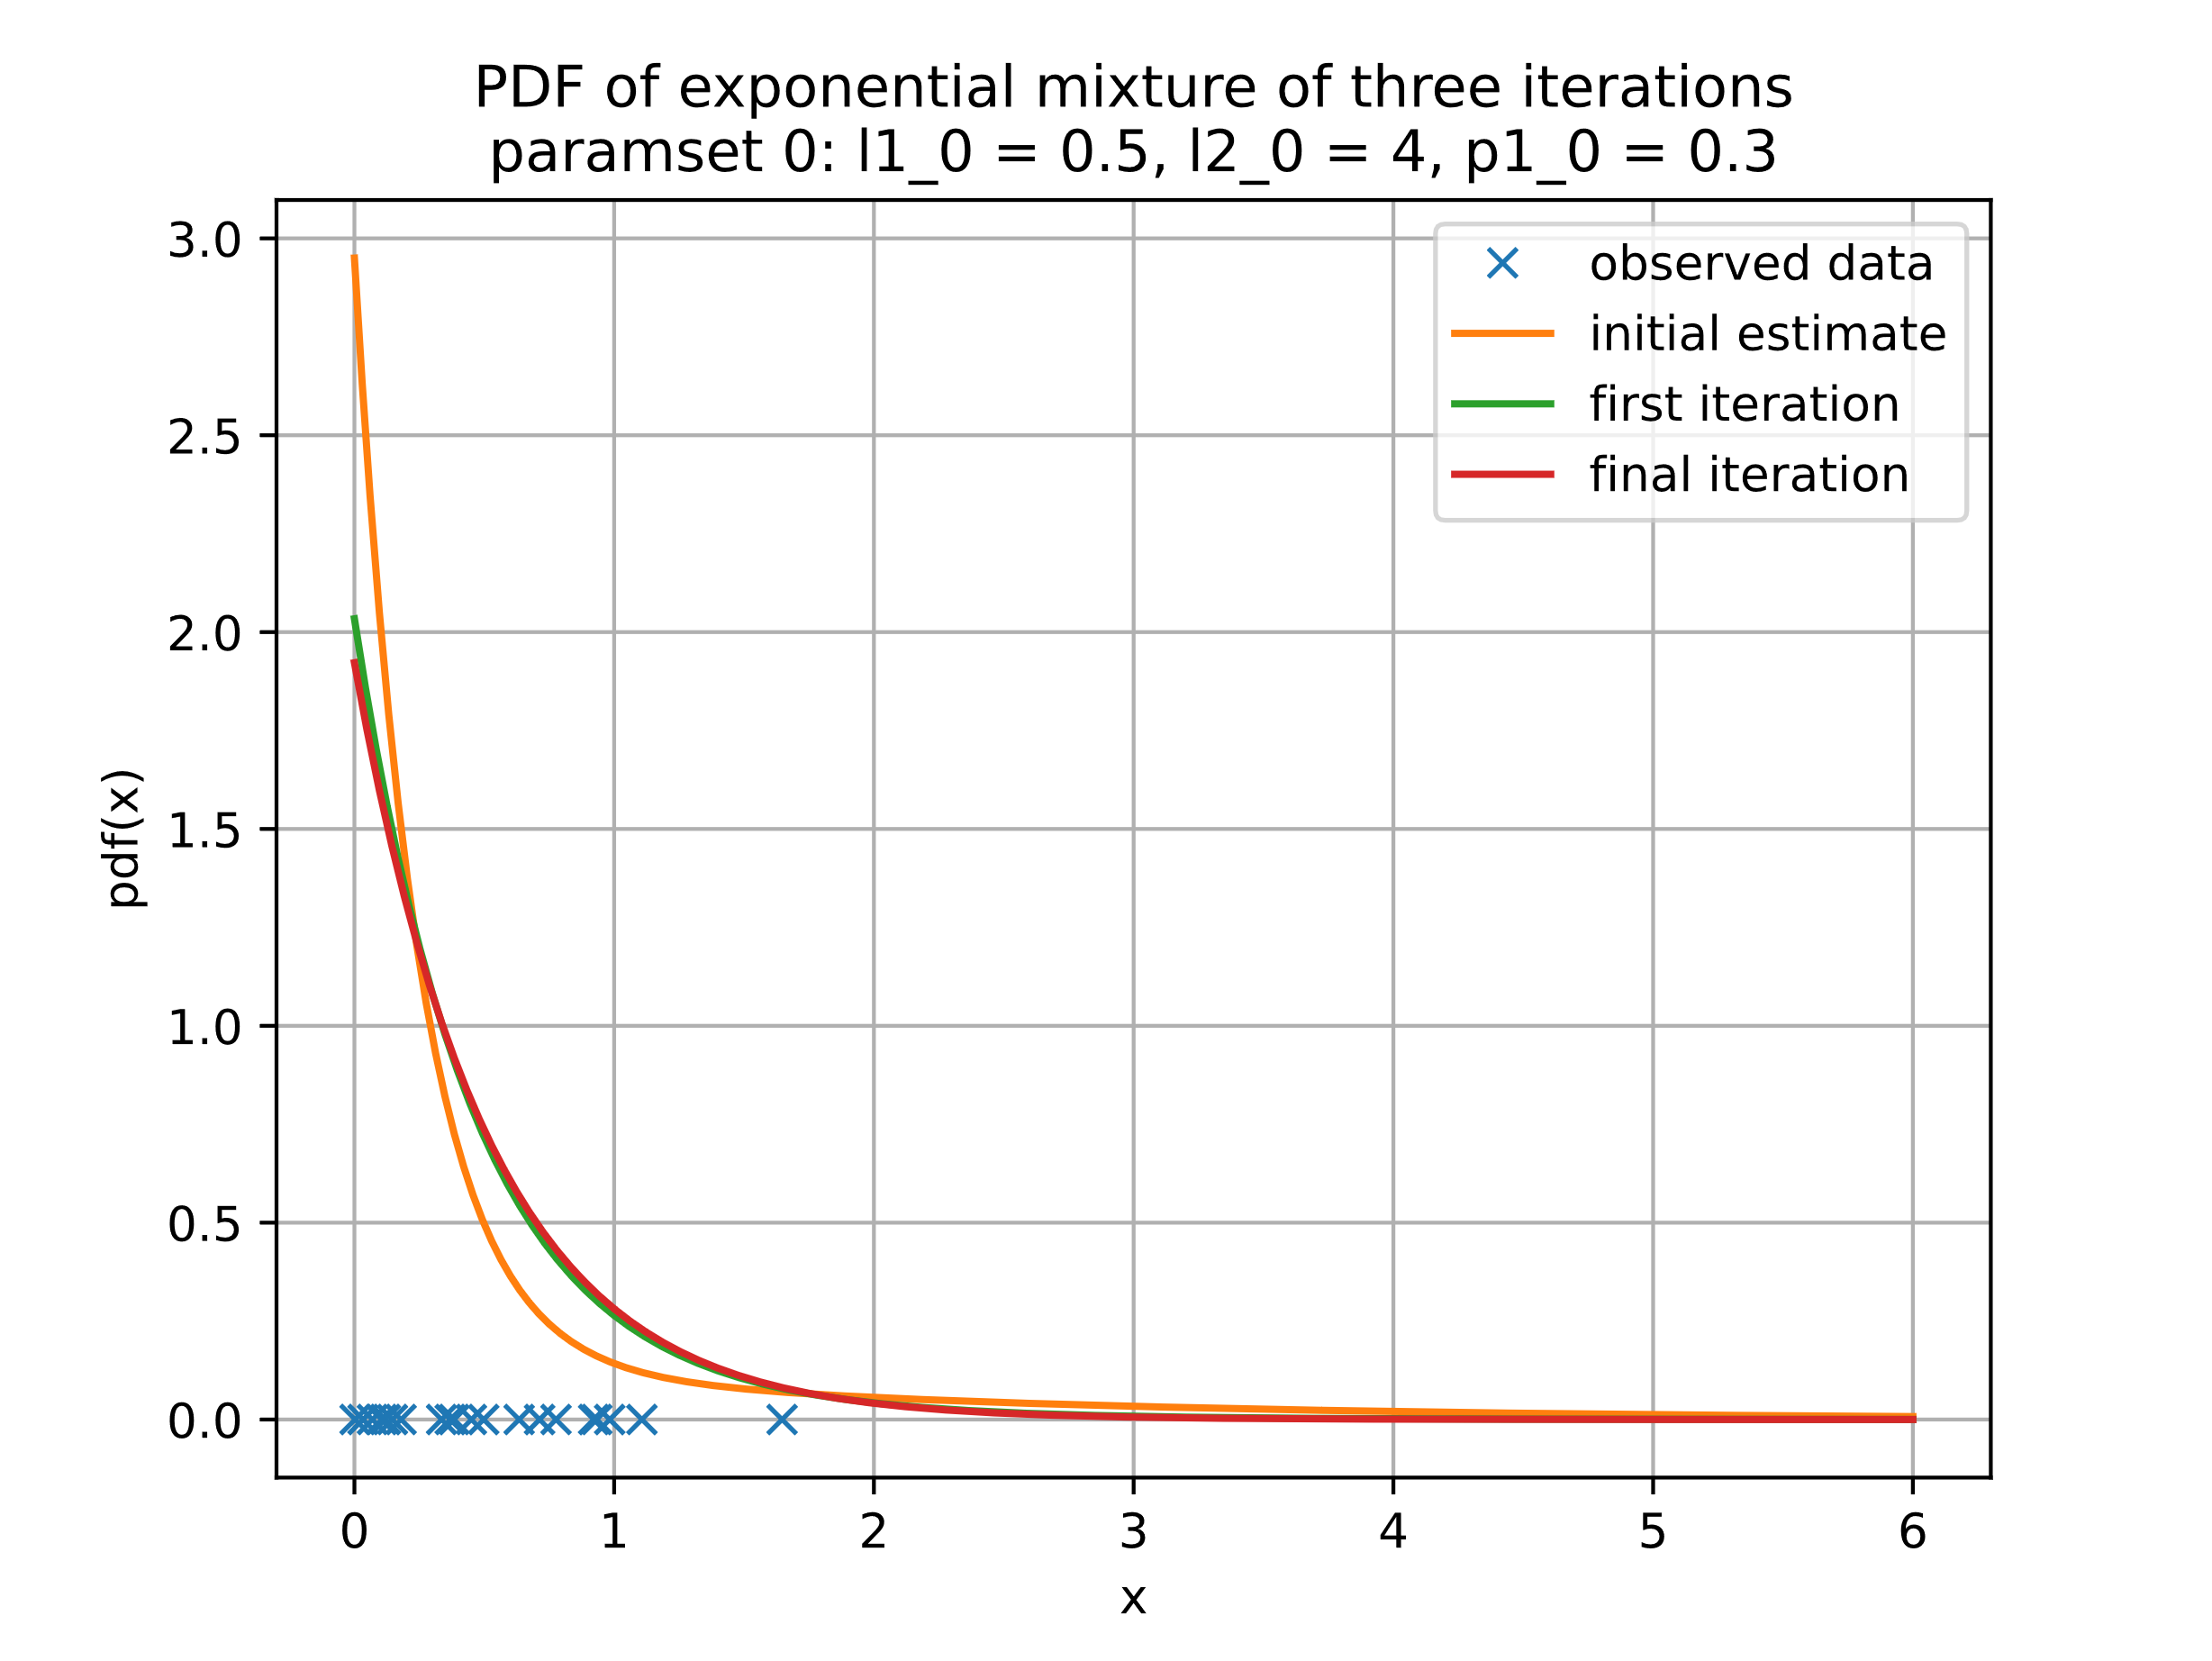 PDF of exponential mixture of three iterations
paramset 0: l1_0 = 0.5, l2_0 = 4, p1_0 = 0.3
observed data
initial estimate
first iteration
final iteration
3.0
2.5
2.0
1.5
1.0
0.5
0.0
pdf(x)
0 1 2 3 4 5 6
x